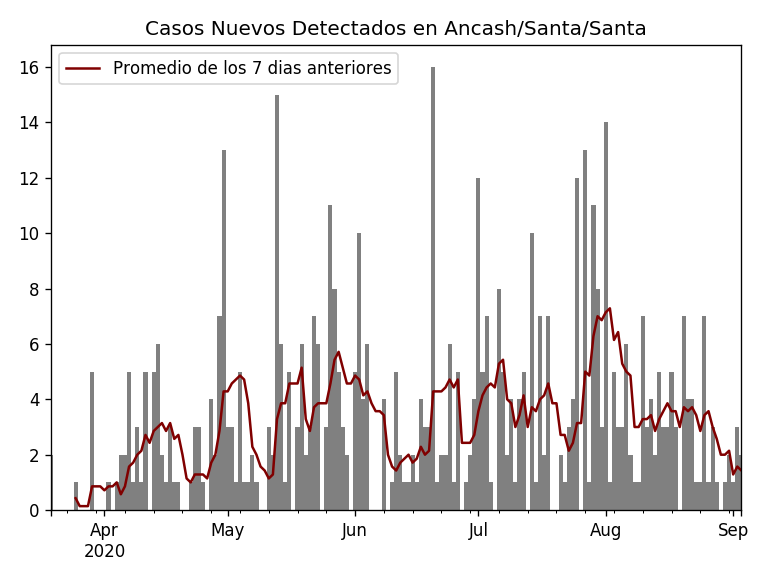 Casos Nuevos Detectados en Ancash/Santa/Santa
Promedio de los 7 dias anteriores
16
14
12
10
8
6
4
2
0
Apr
2020
May
Jun
Jul
Aug
Sep